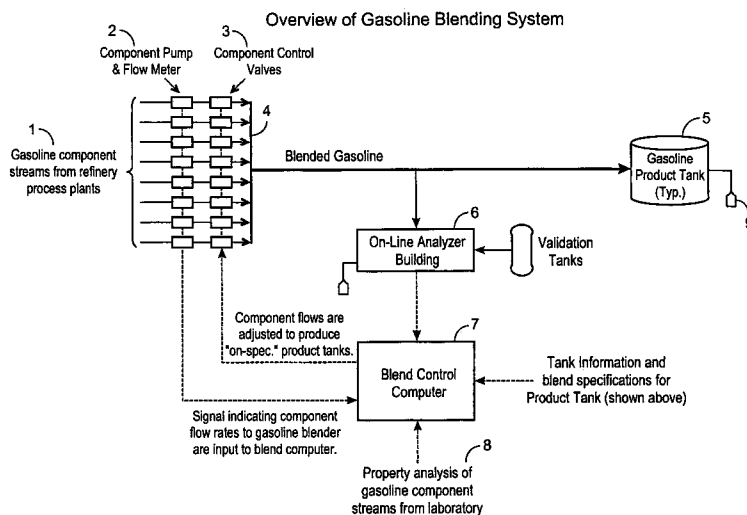 Overview of Gasoline Blending System
2
Component Pump
& Flow Meter
3
Component Control
Valves
1
Gasoline component
streams from refinery
process plants
4
Blended Gasoline
5
Gasoline
Product Tank
(Typ.)
9
6
On-Line Analyzer
Building
Validation
Tanks
Component flows are
adjusted to produce
"on-spec." product tanks.
7
Blend Control
Computer
Tank Information and
blend specifications for
Product Tank (shown above)
Signal indicating component
flow rates to gasoline blender
are input to blend computer.
8
Property analysis of
gasoline component
streams from laboratory